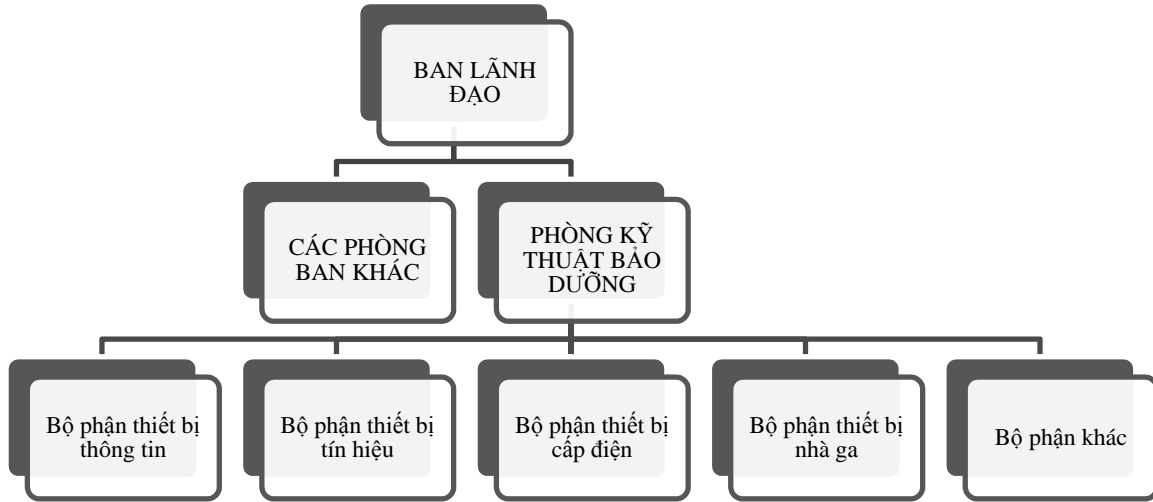 BAN LÃNH
ĐẠO
CÁC PHÒNG
BAN KHÁC
PHÒNG KỸ
THUẬT BẢO
DƯỠNG
Bộ phận thiết bị
thông tin
Bộ phận thiết bị
tín hiệu
Bộ phận thiết bị
cấp điện
Bộ phận thiết bị
nhà ga
Bộ phận khác